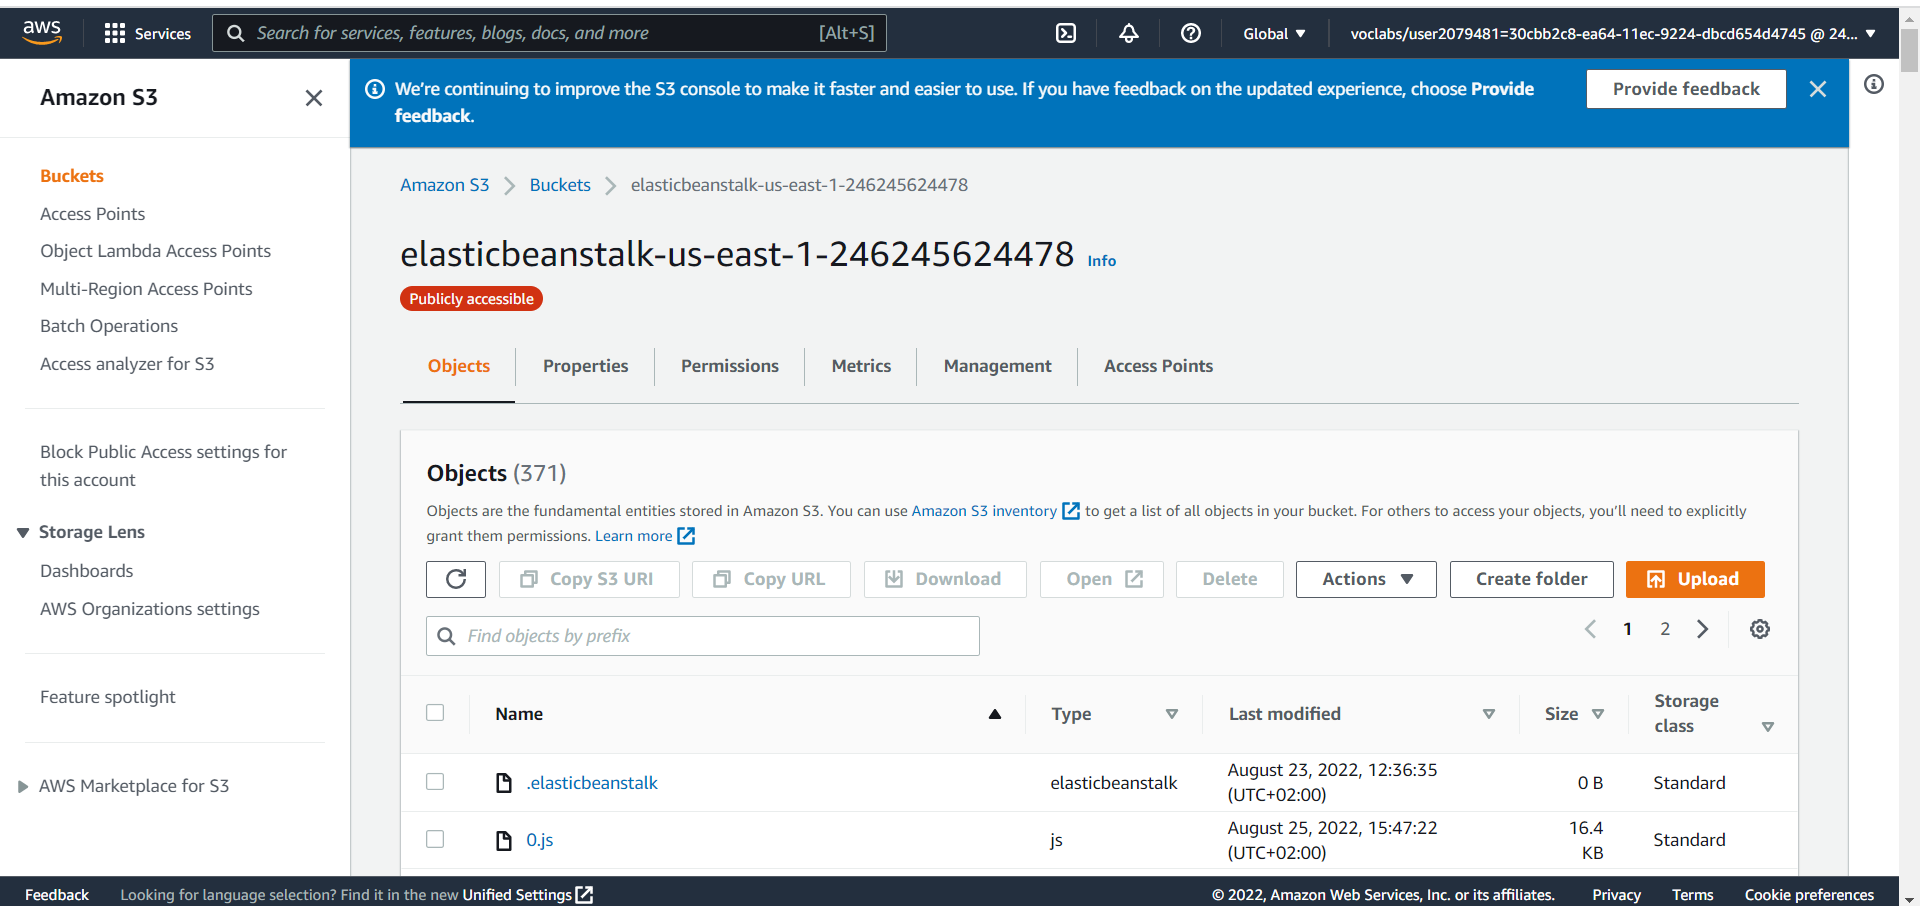 aws
Services
Search for services, features, blogs, docs, and more
[Alt+S]
Global
voclabs/user2079481=30cbb2c8-ea64-11ec-9224-dbcd654d4745 @ 24...
Amazon S3
We're continuing to improve the S3 console to make it faster and easier to use. If you have feedback on the updated experience, choose Provide
feedback.
Provide feedback
Buckets
Access Points
Object Lambda Access Points
Multi-Region Access Points
Batch Operations
Access analyzer for S3
Block Public Access settings for
this account
Storage Lens
Dashboards
AWS Organizations settings
Feature spotlight
AWS Marketplace for S3
Amazon S3
Buckets
elasticbeanstalk-us-east-1-246245624478
elasticbeanstalk-us-east-1-246245624478 Info
Publicly accessible
Objects
Properties
Permissions
Metrics
Management
Access Points
Objects (371)
Objects are the fundamental entities stored in Amazon S3. You can use Amazon S3 inventory to get a list of all objects in your bucket. For others to access your objects, you'll need to explicitly
grant them permissions. Learn more
Copy S3 URI
Copy URL
Download
Open
Delete
Actions
Create folder
Upload
Find objects by prefix
1
2
Name
Type
Last modified
Size
Storage
class
.elasticbeanstalk
elasticbeanstalk
August 23, 2022, 12:36:35
(UTC+02:00)
0 B
Standard
0.js
js
August 25, 2022, 15:47:22
(UTC+02:00)
16.4
KB
Standard
Feedback
Looking for language selection? Find it in the new Unified Settings
© 2022, Amazon Web Services, Inc. or its affiliates.
Privacy
Terms
Cookie preferences